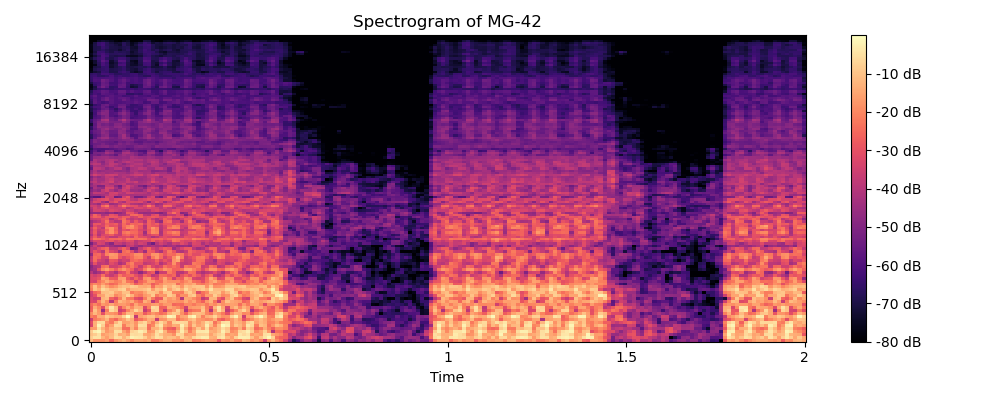 Spectrogram of MG-42
Hz
16384
8192
4096
2048
1024
512
0
0 0.5 1 1.5 2
Time
-10 dB
-20 dB
-30 dB
-40 dB
-50 dB
-60 dB
-70 dB
-80 dB